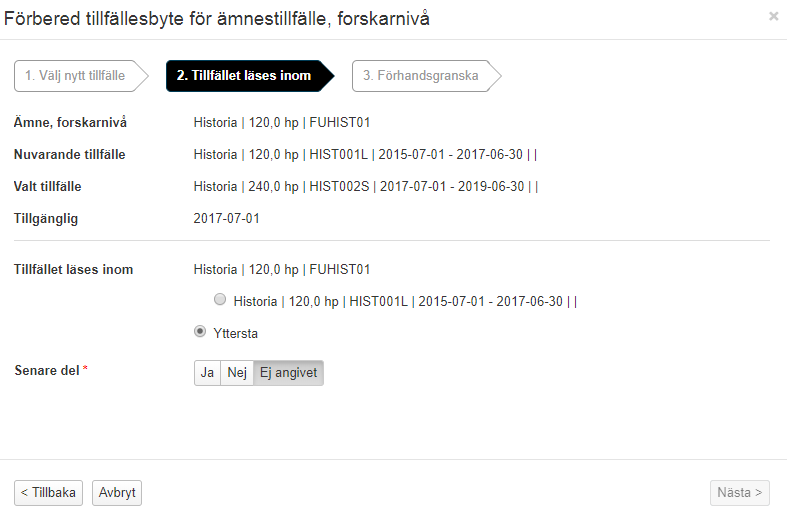 Förbered tillfällesbyte för ämnestillfälle, forskarnivå ×
1. Välj nytt tillfälle 2. Tillfället läses inom 3. Förhandsgranska
Ämne, forskarnivå Historia | 120,0 hp | FUHIST01
Nuvarande tillfälle Historia | 120,0 hp | HIST001L | 2015-07-01 - 2017-06-30 | |
Valt tillfälle Historia | 240,0 hp | HIST002S | 2017-07-01 - 2019-06-30 | |
Tillgänglig 2017-07-01
Tillfället läses inom Historia | 120,0 hp | FUHIST01
Historia | 120,0 hp | HIST001L | 2015-07-01 - 2017-06-30 | |
Yttersta
Senare del * Ja Nej Ej angivet
< Tillbaka Avbryt Nästa >